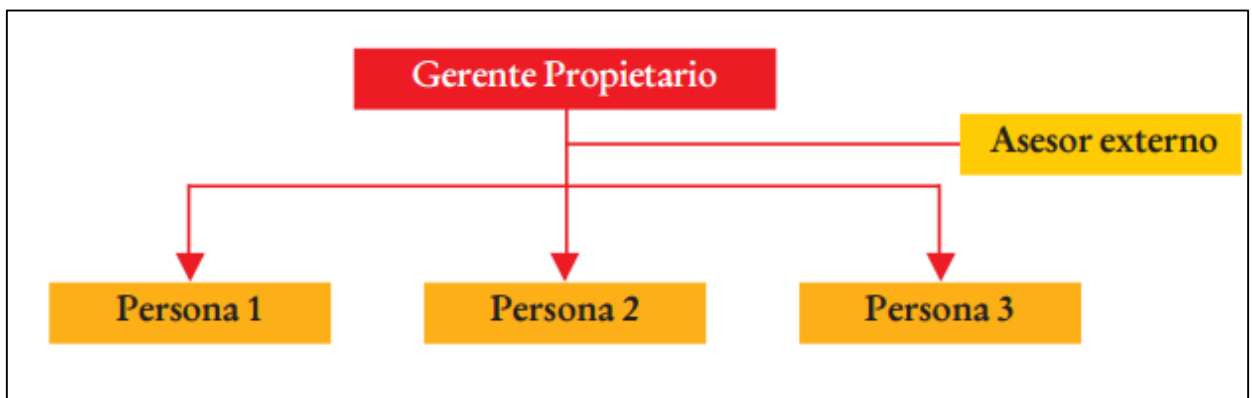 Gerente Propietario
Asesor externo
Persona 1
Persona 2
Persona 3